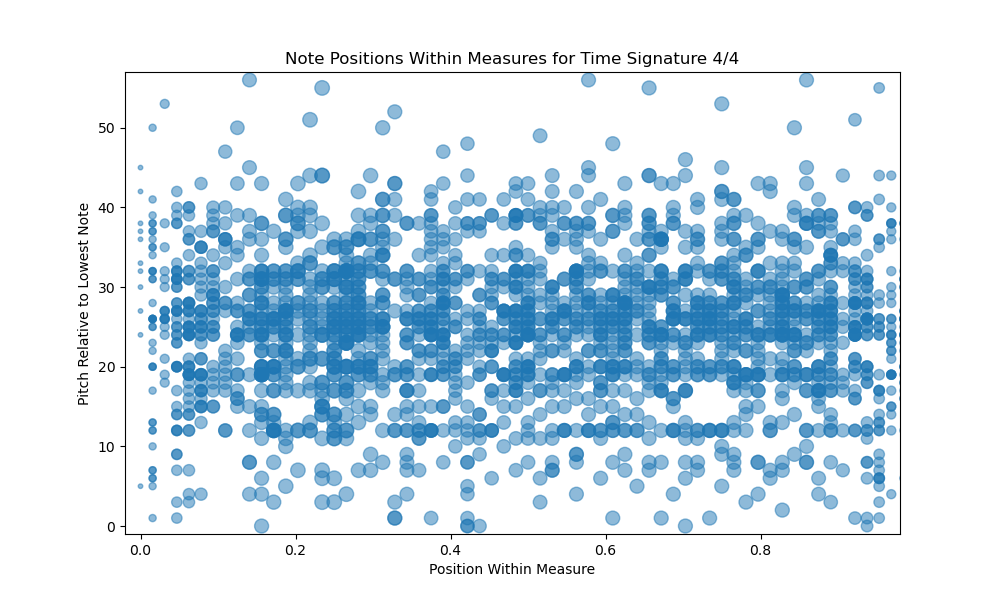 Note Positions Within Measures for Time Signature 4/4
Pitch Relative to Lowest Note
50
40
30
20
10
0
0.0 0.2 0.4 0.6 0.8
Position Within Measure